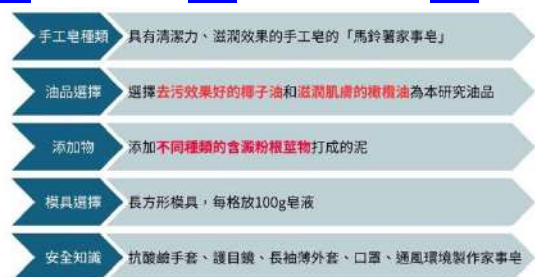 手工皂種類 具有清潔力、滋潤效果的手工皂的「馬鈴薯家事皂」
油品選擇 選擇去污效果好的椰子油和滋潤肌膚的橄欖油為本研究油品
添加物 添加不同種類的含澱粉根莖物打成的泥
模具選擇 長方形模具，每格放100g皂液
安全知識 抗酸鹼手套、護目鏡、長袖薄外套、口罩、通風環境製作家事皂